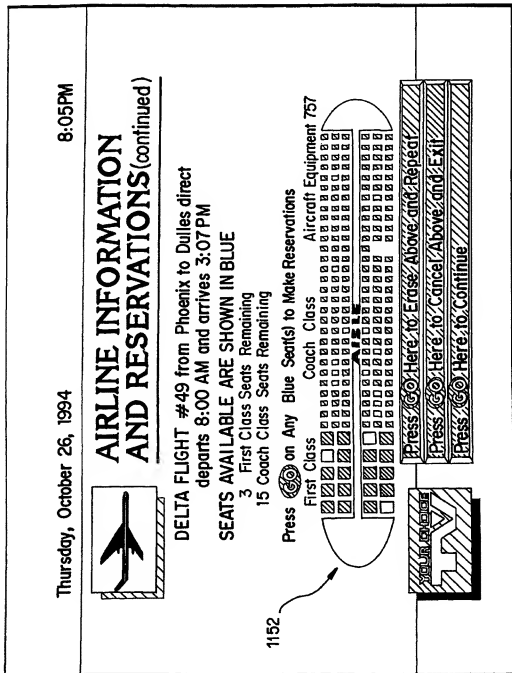 Thursday, October 26, 1994 8:05PM
AIRLINE INFORMATION
AND RESERVATIONS (continued)
DELTA FLIGHT #49 from Phoenix to Dulles direct
departs 8:00 AM and arrives 3:07 PM
SEATS AVAILABLE ARE SHOWN IN BLUE
3 First Class Seats Remaining
15 Coach Class Seats Remaining
Press GO on Any Blue Seat(s) to Make Reservations
First Class Coach Class Aircraft Equipment 757
AISLE
1152
Press GO Here to Erase Above and Repeat
Press GO Here to Cancel Above and Exit
Press GO Here to Continue
YOUR CHOICE
TV